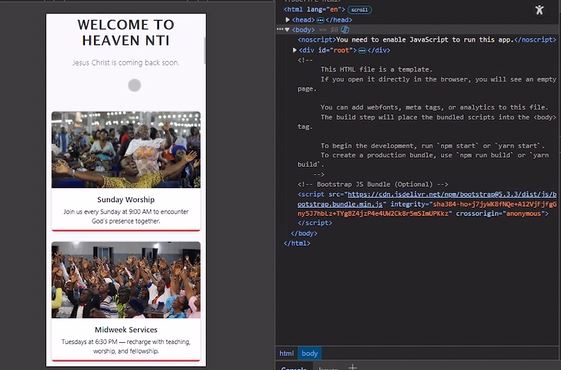 WELCOME TO
HEAVEN NTI
Jesus Christ is coming back soon.
Sunday Worship
Join us every Sunday at 9:00 AM to encounter
God's presence together.
Midweek Services
Tuesdays at 6:30 PM — recharge with teaching,
worship, and fellowship.
<html lang="en"> scroll
<head> </head>
<body> == $0
<noscript>You need to enable JavaScript to run this app.</noscript>
<div id="root"> </div>
<!--
This HTML file is a template.
If you open it directly in the browser, you will see an empty
page.
You can add webfonts, meta tags, or analytics to this file.
The build step will place the bundled scripts into the <body>
tag.
To begin the development, run `npm start` or `yarn start`.
To create a production bundle, use `npm run build` or `yarn
build`.
-->
<!-- Bootstrap JS Bundle (Optional) -->
<script src="https://cdn.jsdelivr.net/npm/bootstrap@5.3.3/dist/js/bo
otstrap.bundle.min.js" integrity=
crossorigin="anonymous">
</script>
</body>
</html>
html body
Console